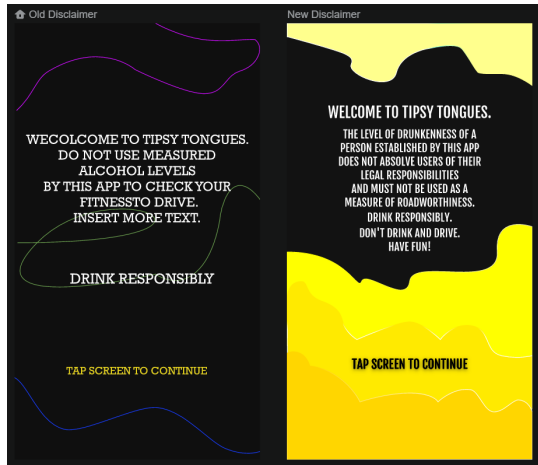 Old Disclaimer
WECOLCOME TO TIPSY TONGUES.
DO NOT USE MEASURED
ALCOHOL LEVELS
BY THIS APP TO CHECK YOUR
FITNESSTO DRIVE.
INSERT MORE TEXT.
DRINK RESPONSIBLY
TAP SCREEN TO CONTINUE
New Disclaimer
WELCOME TO TIPSY TONGUES.
THE LEVEL OF DRUNKENNESS OF A
PERSON ESTABLISHED BY THIS APP
DOES NOT ABSOLVE USERS OF THEIR
LEGAL RESPONSIBILITIES
AND MUST NOT BE USED AS A
MEASURE OF ROADWORTHINESS.
DRINK RESPONSIBLY.
DON'T DRINK AND DRIVE.
HAVE FUN!
TAP SCREEN TO CONTINUE